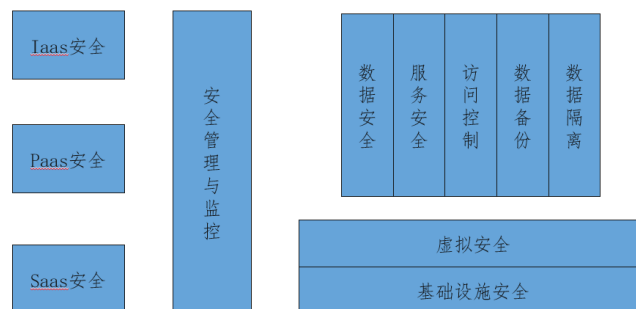 Iaas安全
Paas安全
Saas安全
安全管理与监控
数据安全
服务安全
访问控制
数据备份
数据隔离
虚拟安全
基础设施安全